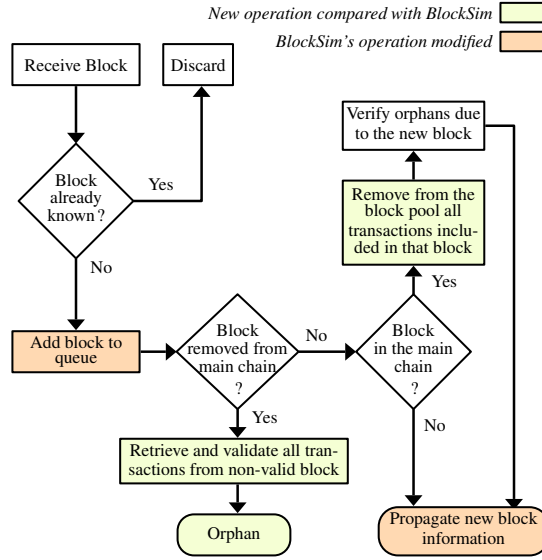 New operation compared with BlockSim
BlockSim's operation modified
Receive Block
Discard
Block
already
known ?
Yes
No
Verify orphans due
to the new block
Remove from the
block pool all
transactions inclu-
ded in that block
Yes
Add block to
queue
Block
removed from
main chain
?
No
Block
in the main
chain
?
Yes
No
Retrieve and validate all tran-
sactions from non-valid block
Orphan
Propagate new block
information